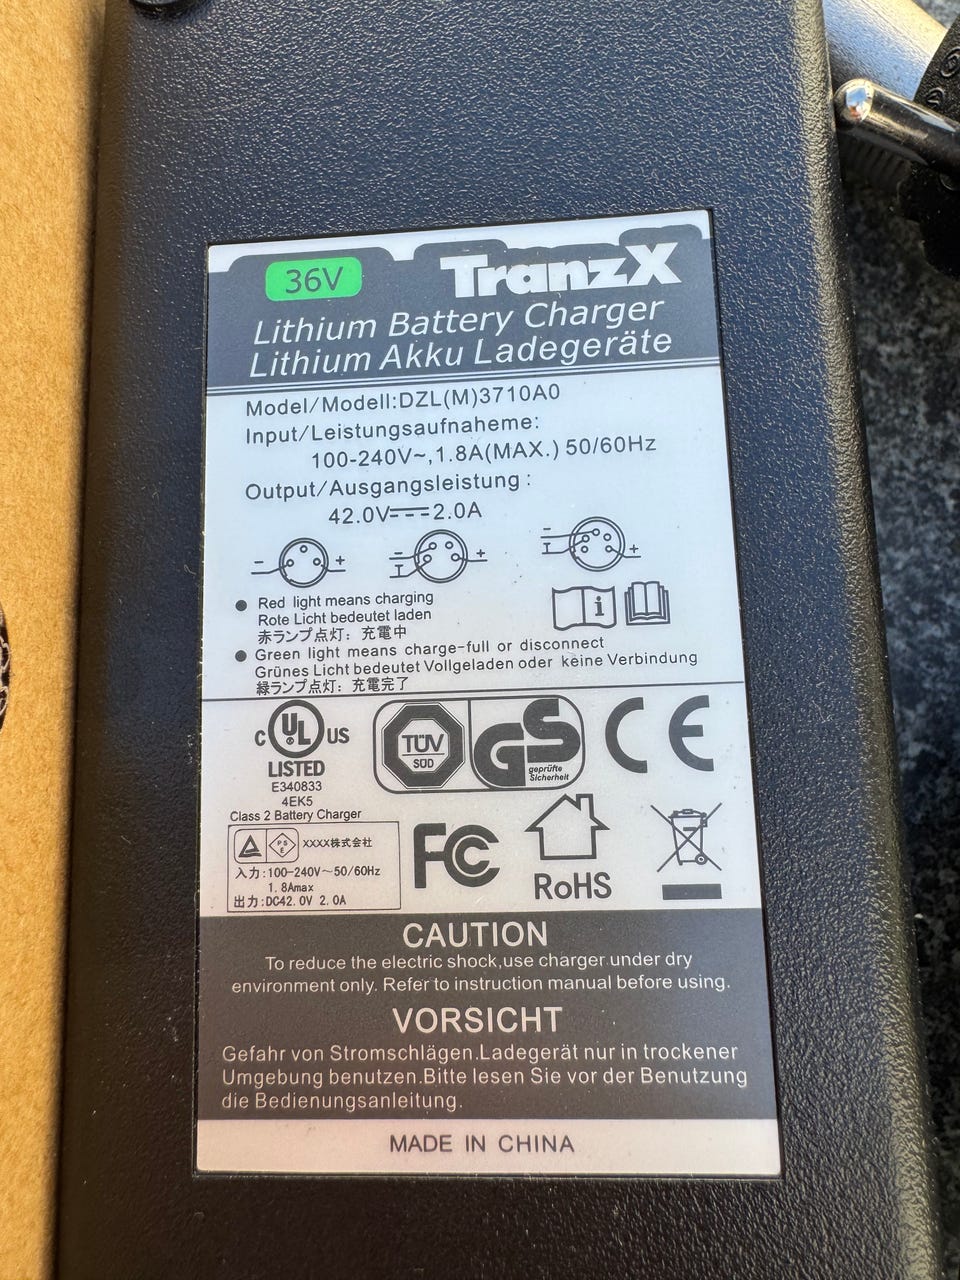 36V TranzX
Lithium Battery Charger
Lithium Akku Ladegeräte
Model/Modell:DZL(M)3710A0
Input/Leistungsaufnaheme:
100-240V~,1.8A(MAX.) 50/60Hz
Output/Ausgangsleistung:
42.0V⎓2.0A
- +
- + I
- I +
● Red light means charging
Rote Licht bedeutet laden
赤ランプ点灯: 充電中
● Green light means charge-full or disconnect
Grünes Licht bedeutet Vollgeladen oder keine Verbindung
緑ランプ点灯: 充電完了
i
C UL US
LISTED
E340833
4EK5
Class 2 Battery Charger
TÜV
SÜD
GS
geprüfte
Sicherheit
CE
PSE XXXX株式会社
入力:100-240V~50/60Hz
1.8Amax
出力:DC42.0V 2.0A
FC
RoHS
CAUTION
To reduce the electric shock,use charger under dry
environment only. Refer to instruction manual before using.
VORSICHT
Gefahr von Stromschlägen.Ladegerät nur in trockener
Umgebung benutzen.Bitte lesen Sie vor der Benutzung
die Bedienungsanleitung.
MADE IN CHINA